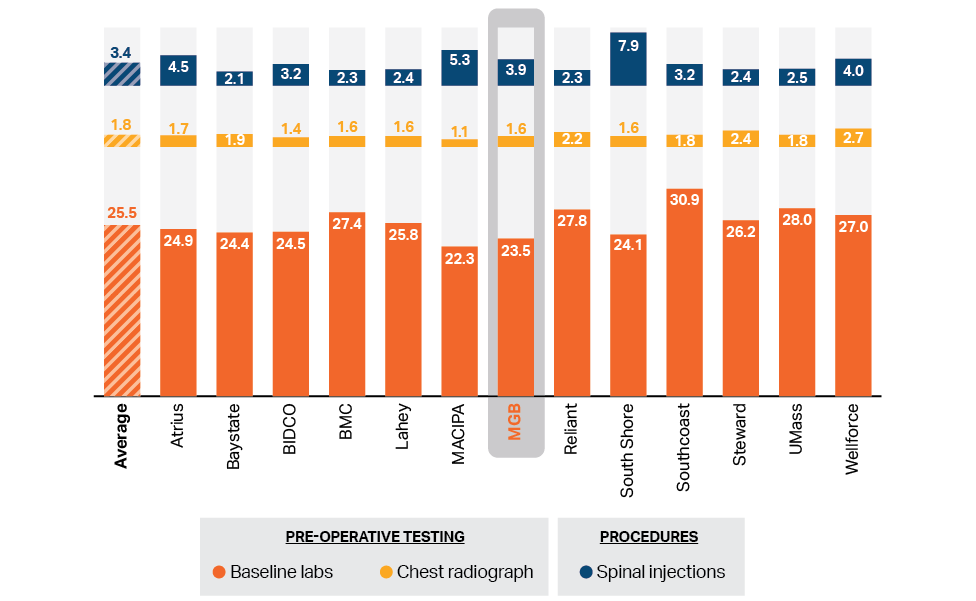 3.4 4.5 2.1 3.2 2.3 2.4 5.3 3.9 2.3 7.9 3.2 2.4 2.5 4.0
1.8 1.7 1.9 1.4 1.6 1.6 1.1 1.6 2.2 1.6 1.8 2.4 1.8 2.7
25.5 24.9 24.4 24.5 27.4 25.8 22.3 23.5 27.8 24.1 30.9 26.2 28.0 27.0
Average
Atrius
Baystate
BIDCO
BMC
Lahey
MACIPA
MGB
Reliant
South Shore
Southcoast
Steward
UMass
Wellforce
PRE-OPERATIVE TESTING
Baseline labs
Chest radiograph
PROCEDURES
Spinal injections